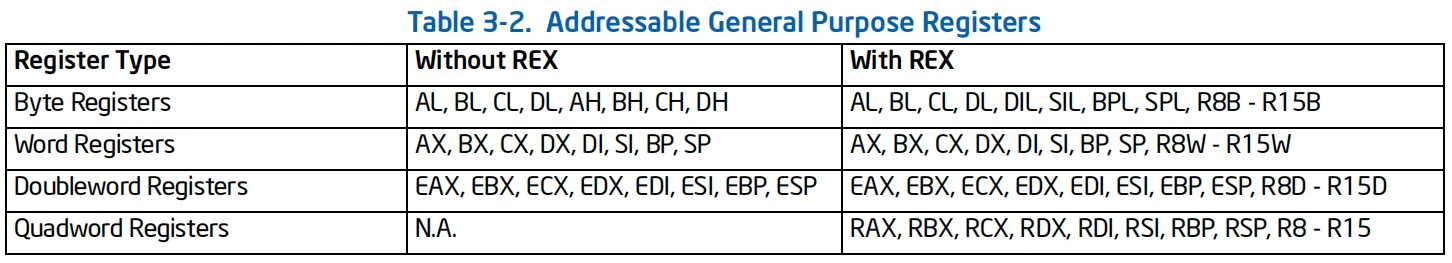 Table 3-2. Addressable General Purpose Registers
Register Type Without REX With REX
Byte Registers AL, BL, CL, DL, AH, BH, CH, DH AL, BL, CL, DL, DIL, SIL, BPL, SPL, R8B - R15B
Word Registers AX, BX, CX, DX, DI, SI, BP, SP AX, BX, CX, DX, DI, SI, BP, SP, R8W - R15W
Doubleword Registers EAX, EBX, ECX, EDX, EDI, ESI, EBP, ESP EAX, EBX, ECX, EDX, EDI, ESI, EBP, ESP, R8D - R15D
Quadword Registers N.A. RAX, RBX, RCX, RDX, RDI, RSI, RBP, RSP, R8 - R15